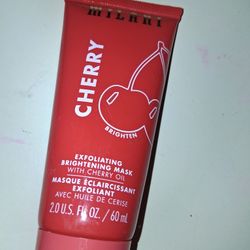 MILANI
CHERRY
BRIGHTEN
EXFOLIATING
BRIGHTENING MASK
WITH CHERRY OIL
MASQUE ÉCLAIRCISSANT
EXFOLIANT
AVEC HUILE DE CERISE
2.0 U.S. FL OZ. / 60 mL